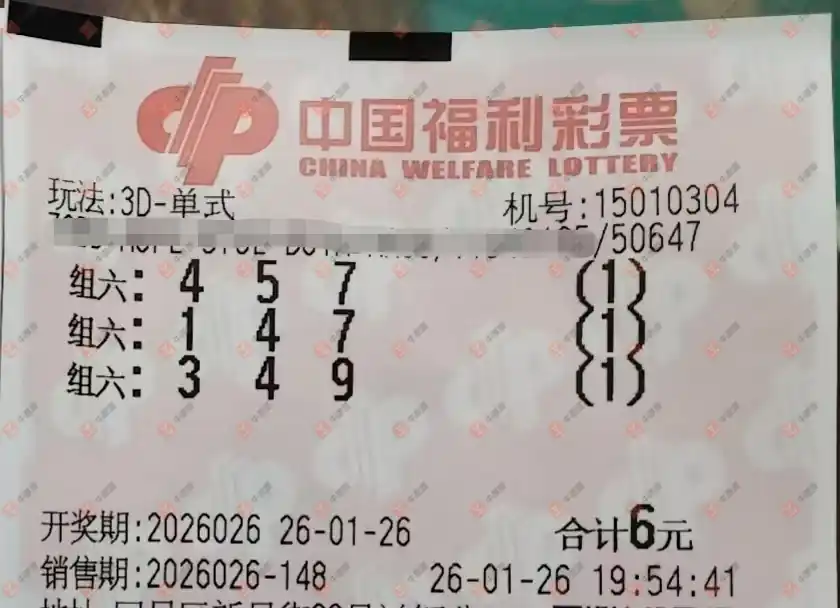 中国福利彩票
CHINA WELFARE LOTTERY
玩法:3D-单式 机号:15010304
/50647
组六: 4 5 7 (1)
组六: 1 4 7 (1)
组六: 3 4 9 (1)
开奖期:2026026 26-01-26 合计6元
销售期:2026026-148 26-01-26 19:54:41